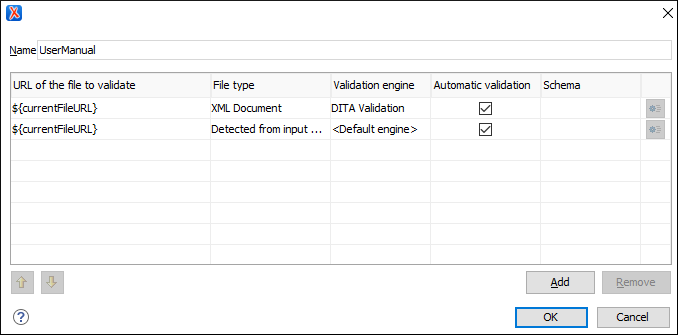 Name UserManual
URL of the file to validate File type Validation engine Automatic validation Schema
${currentFileURL} XML Document DITA Validation
${currentFileURL} Detected from input ... <Default engine>
Add Remove
? OK Cancel